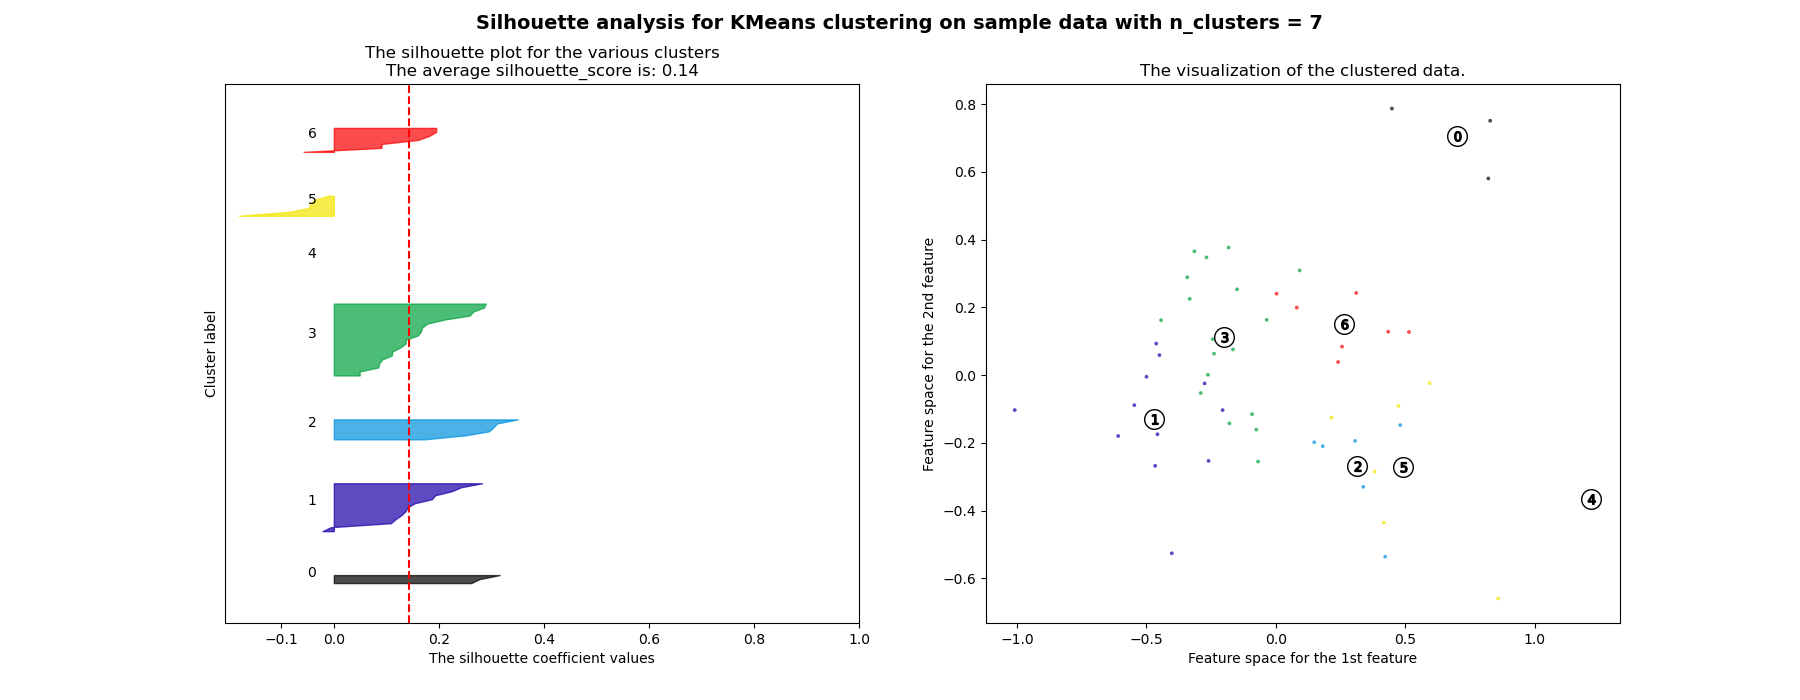 Silhouette analysis for KMeans clustering on sample data with n_clusters = 7
The silhouette plot for the various clusters
The average silhouette_score is: 0.14
6
5
4
3
2
1
0
Cluster label
−0.1 0.0 0.2 0.4 0.6 0.8 1.0
The silhouette coefficient values
The visualization of the clustered data.
0.8
0.6
0.4
0.2
0.0
−0.2
−0.4
−0.6
Feature space for the 2nd feature
0
6
3
1
2
5
4
−1.0 −0.5 0.0 0.5 1.0
Feature space for the 1st feature